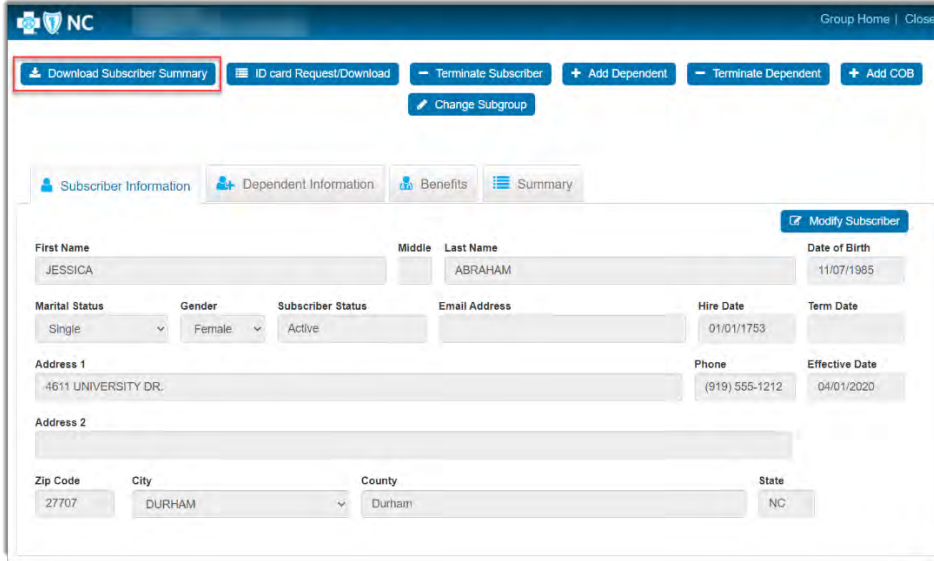 NC Group Home | Close
Download Subscriber Summary ID card Request/Download Terminate Subscriber Add Dependent Terminate Dependent Add COB
Change Subgroup
Subscriber Information Dependent Information Benefits Summary
Modify Subscriber
First Name Middle Last Name Date of Birth
JESSICA ABRAHAM 11/07/1985
Marital Status Gender Subscriber Status Email Address Hire Date Term Date
Single Female Active 01/01/1753
Address 1 Phone Effective Date
4611 UNIVERSITY DR. (919) 555-1212 04/01/2020
Address 2
Zip Code City County State
27707 DURHAM Durham NC